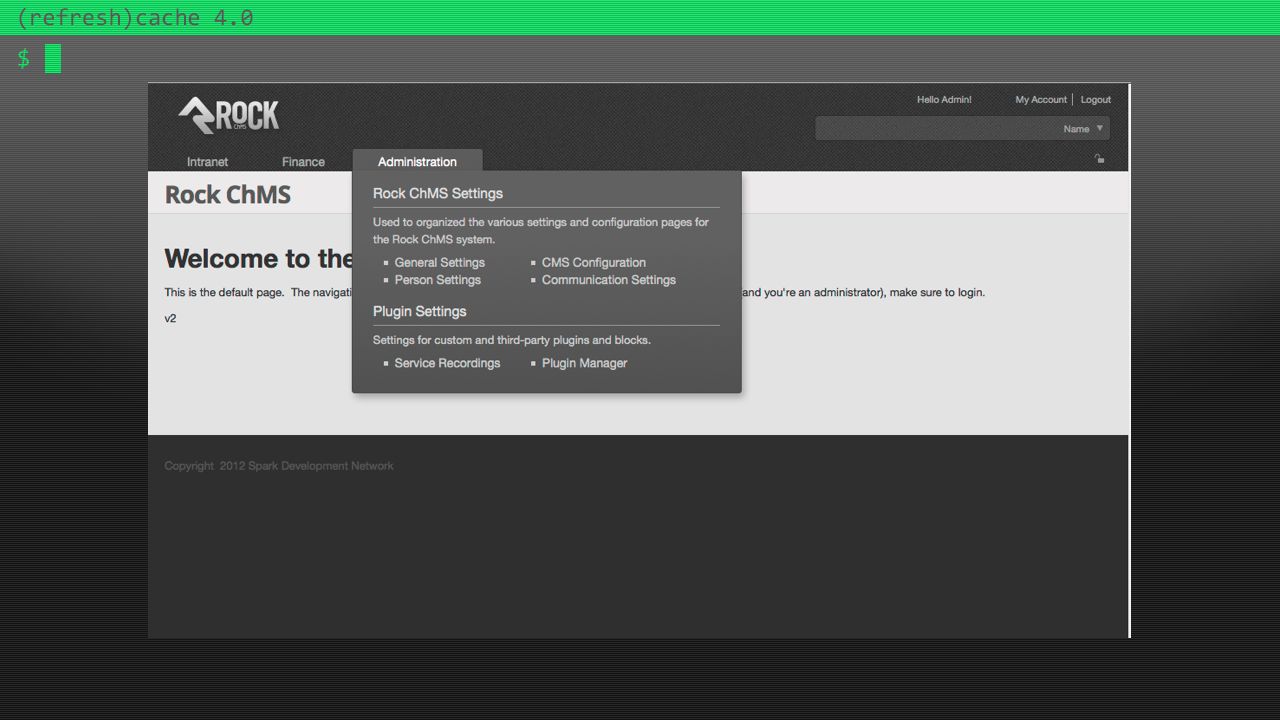 (refresh)cache 4.0
$
ROCK
ChMS
Hello Admin!
My Account
Logout
Name
Intranet
Finance
Administration
Rock ChMS
Rock ChMS Settings
Used to organized the various settings and configuration pages for
the Rock ChMS system.
General Settings
CMS Configuration
Person Settings
Communication Settings
Plugin Settings
Settings for custom and third-party plugins and blocks.
Service Recordings
Plugin Manager
Welcome to the
This is the default page. The navigati
and you're an administrator), make sure to login.
v2
Copyright 2012 Spark Development Network